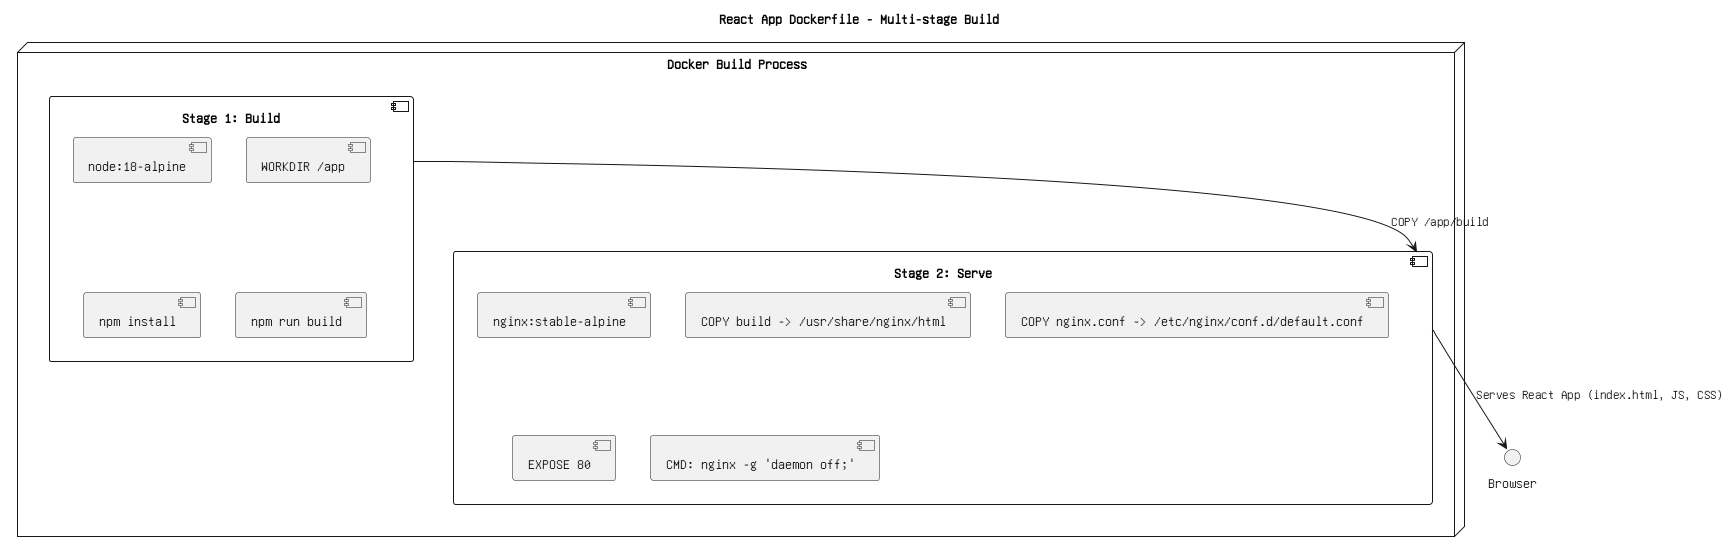 React App Dockerfile - Multi-stage Build
Docker Build Process
Stage 1: Build
node:18-alpine
WORKDIR /app
npm install
npm run build
COPY /app/build
Stage 2: Serve
nginx:stable-alpine
COPY build -> /usr/share/nginx/html
COPY nginx.conf -> /etc/nginx/conf.d/default.conf
EXPOSE 80
CMD: nginx -g 'daemon off;'
Serves React App (index.html, JS, CSS)
Browser